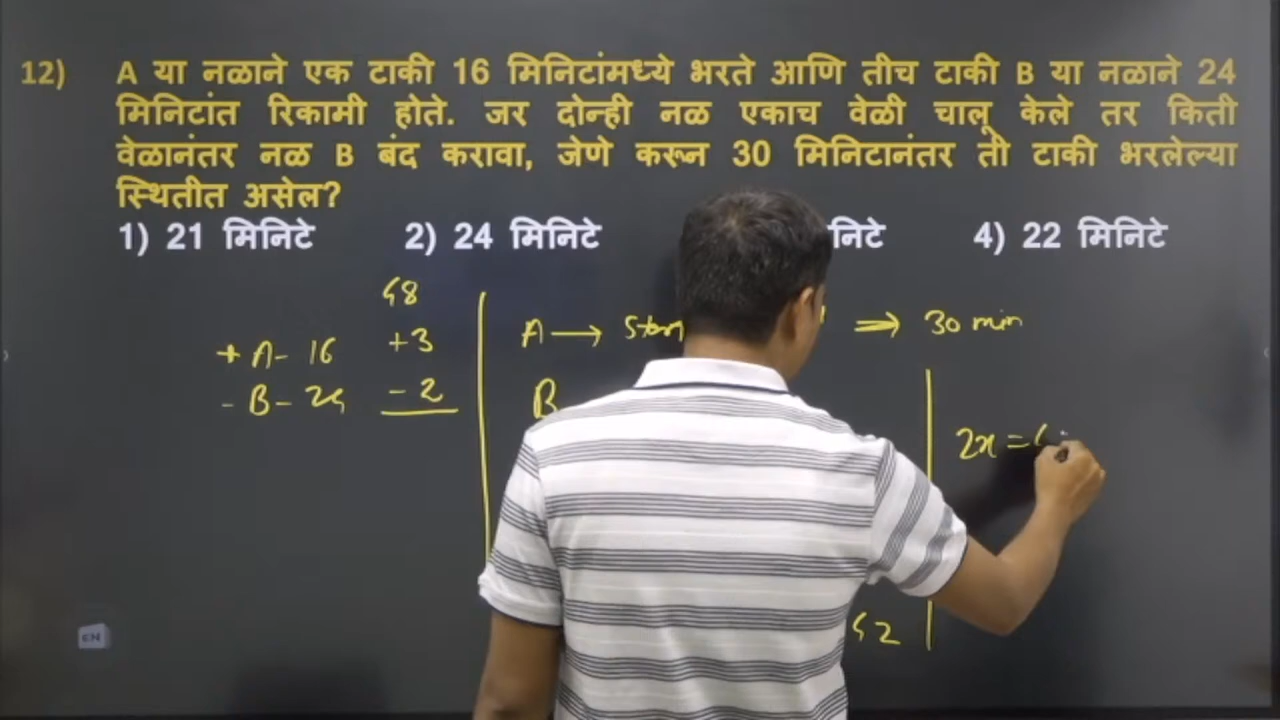 12) A या नळाने एक टाकी 16 मिनिटांमध्ये भरते आणि तीच टाकी B या नळाने 24
मिनिटांत रिकामी होते. जर दोन्ही नळ एकाच वेळी चालू केले तर किती
वेळानंतर नळ B बंद करावा, जेणे करून 30 मिनिटानंतर ती टाकी भरलेल्या
स्थितीत असेल?
1) 21 मिनिटे 2) 24 मिनिटे 4) 22 मिनिटे
48
+ A - 16 +3
- B - 24 - 2
A → ⇒ 30 min
B
2x =
42
EN